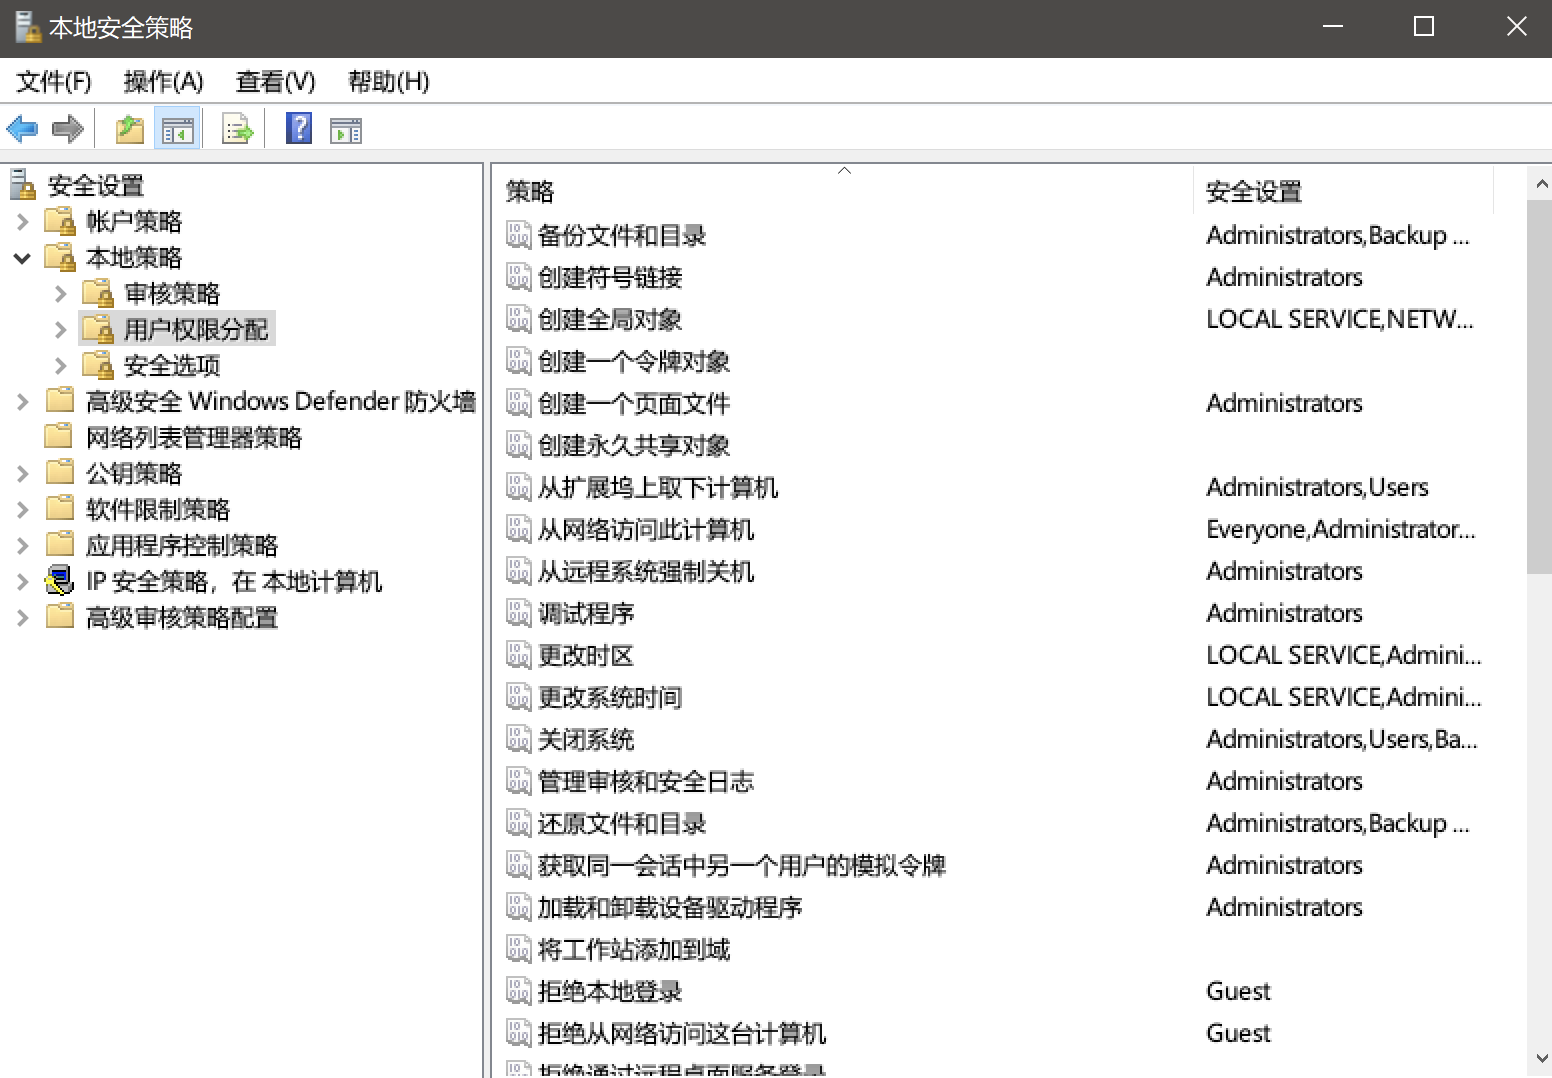 本地安全策略
文件(F) 操作(A) 查看(V) 帮助(H)
安全设置
帐户策略
本地策略
审核策略
用户权限分配
安全选项
高级安全 Windows Defender 防火墙
网络列表管理器策略
公钥策略
软件限制策略
应用程序控制策略
IP 安全策略，在 本地计算机
高级审核策略配置
策略 安全设置
备份文件和目录 Administrators,Backup ...
创建符号链接 Administrators
创建全局对象 LOCAL SERVICE,NETW...
创建一个令牌对象
创建一个页面文件 Administrators
创建永久共享对象
从扩展坞上取下计算机 Administrators,Users
从网络访问此计算机 Everyone,Administrator...
从远程系统强制关机 Administrators
调试程序 Administrators
更改时区 LOCAL SERVICE,Admini...
更改系统时间 LOCAL SERVICE,Admini...
关闭系统 Administrators,Users,Ba...
管理审核和安全日志 Administrators
还原文件和目录 Administrators,Backup ...
获取同一会话中另一个用户的模拟令牌 Administrators
加载和卸载设备驱动程序 Administrators
将工作站添加到域
拒绝本地登录 Guest
拒绝从网络访问这台计算机 Guest
拒绝通过远程桌面服务登录